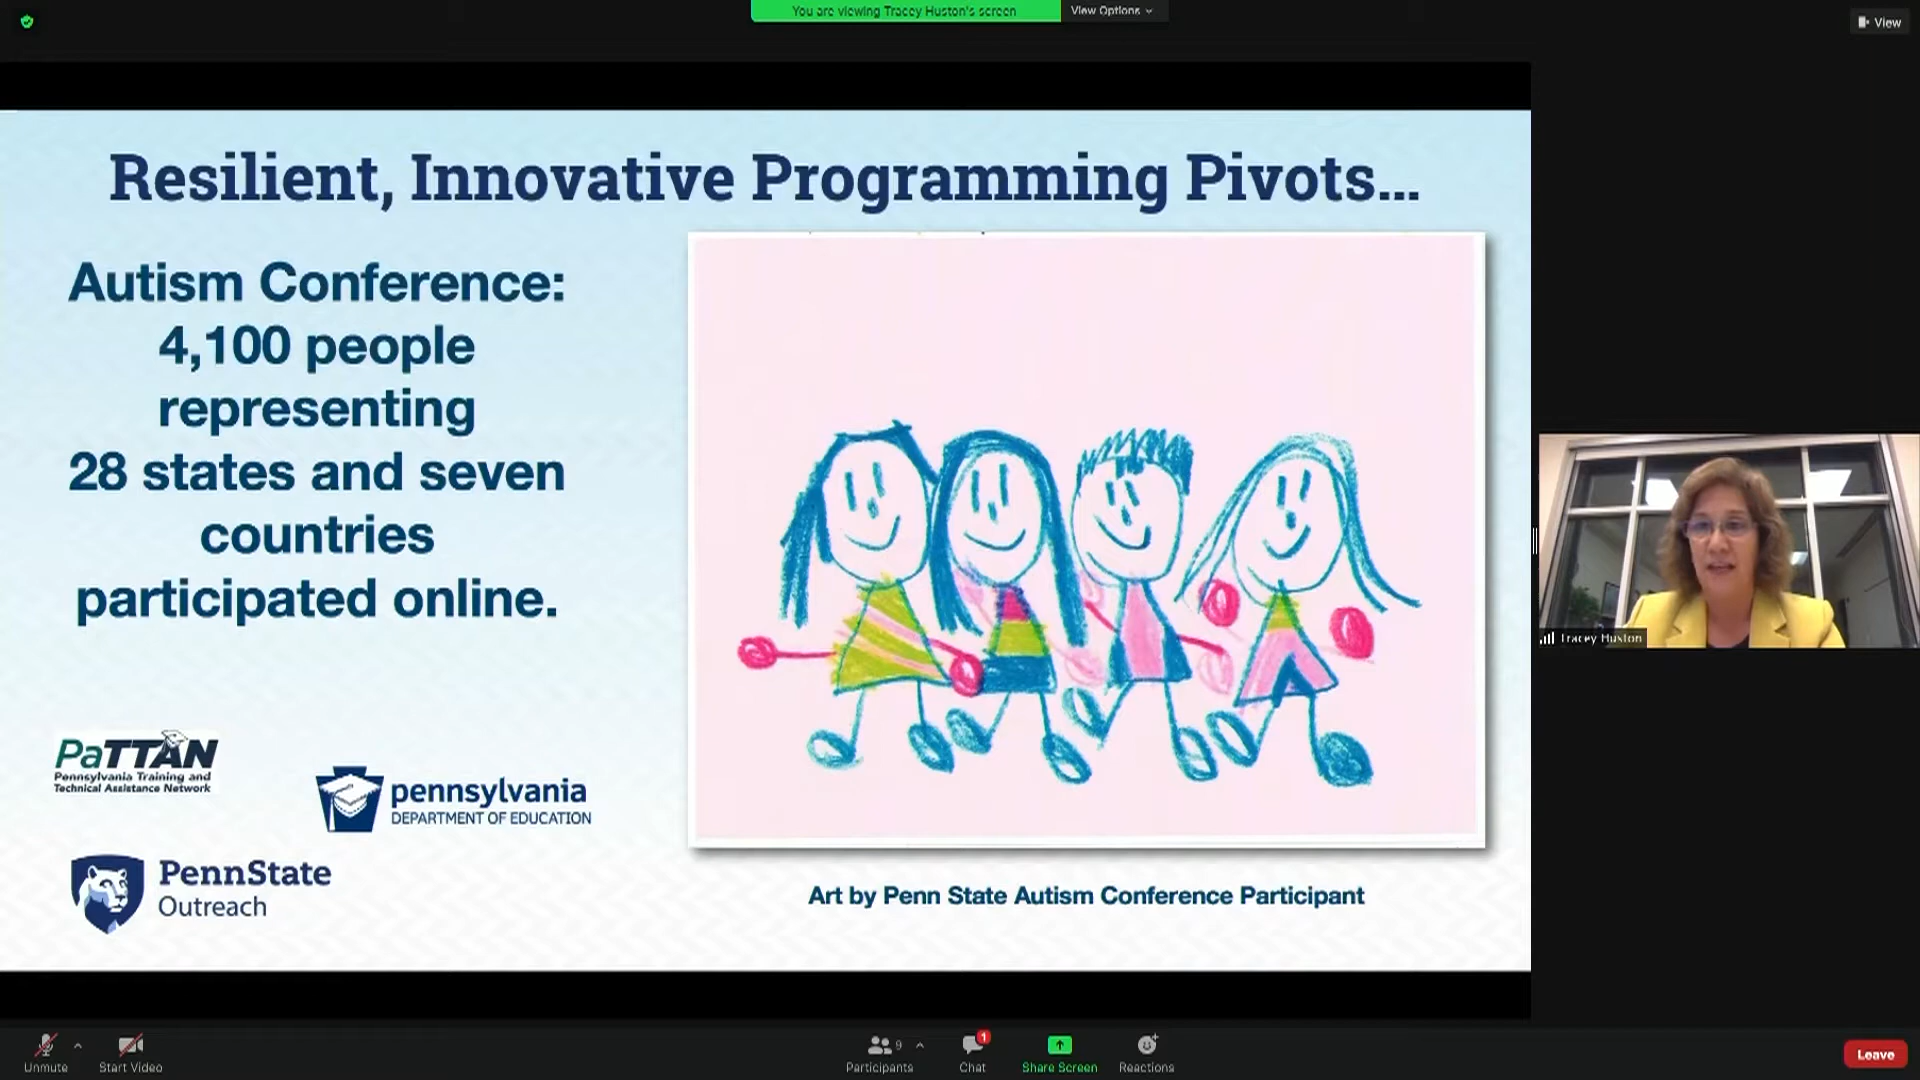 You are viewing Tracey Huston's screen
View Options
View
Resilient, Innovative Programming Pivots...
Autism Conference:
4,100 people
representing
28 states and seven
countries
participated online.
PaTTAN
Pennsylvania Training and
Technical Assistance Network
pennsylvania
DEPARTMENT OF EDUCATION
PennState
Outreach
Art by Penn State Autism Conference Participant
Tracey Huston
Unmute
Start Video
Participants
9
Chat
1
Share Screen
Reactions
Leave